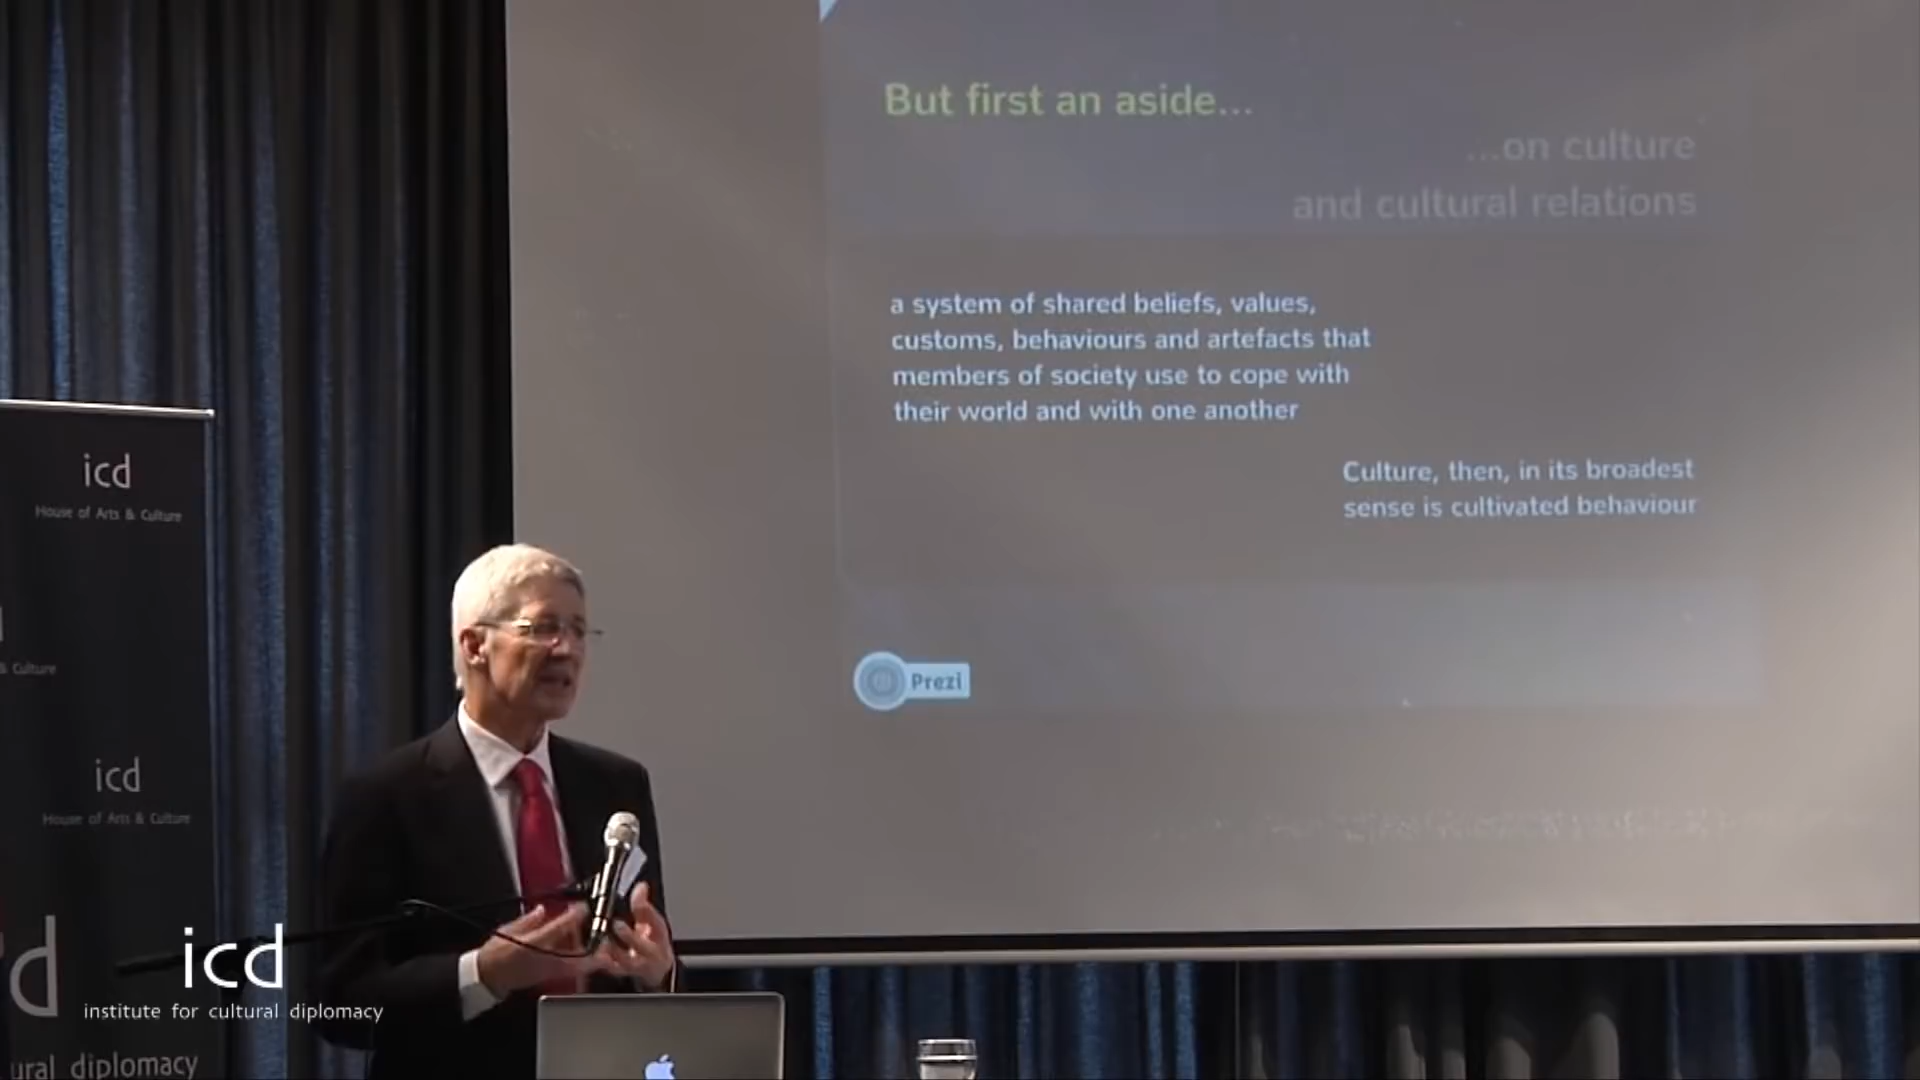 But first an aside...
...on culture
and cultural relations
a system of shared beliefs, values,
customs, behaviours and artefacts that
members of society use to cope with
their world and with one another
Culture, then, in its broadest
sense is cultivated behaviour
Prezi
icd
House of Arts & Culture
& Culture
icd
House of Arts & Culture
icd
institute for cultural diplomacy
d
ural diplomacy